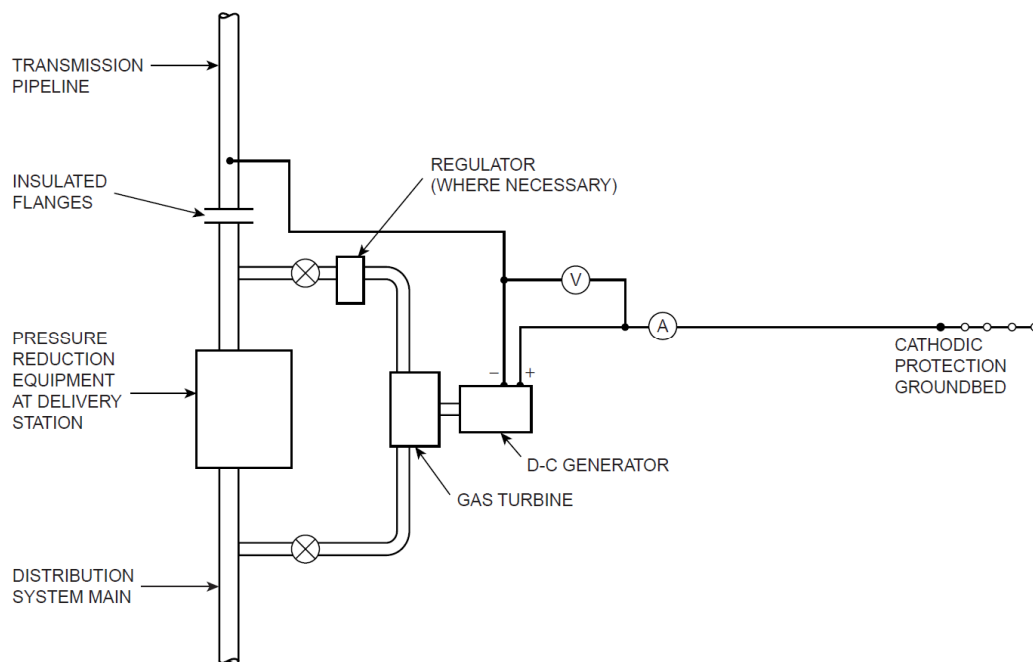 TRANSMISSION
PIPELINE
REGULATOR
(WHERE NECESSARY)
INSULATED
FLANGES
V
A
PRESSURE
REDUCTION
EQUIPMENT
AT DELIVERY
STATION
CATHODIC
PROTECTION
GROUNDBED
– +
D-C GENERATOR
GAS TURBINE
DISTRIBUTION
SYSTEM MAIN